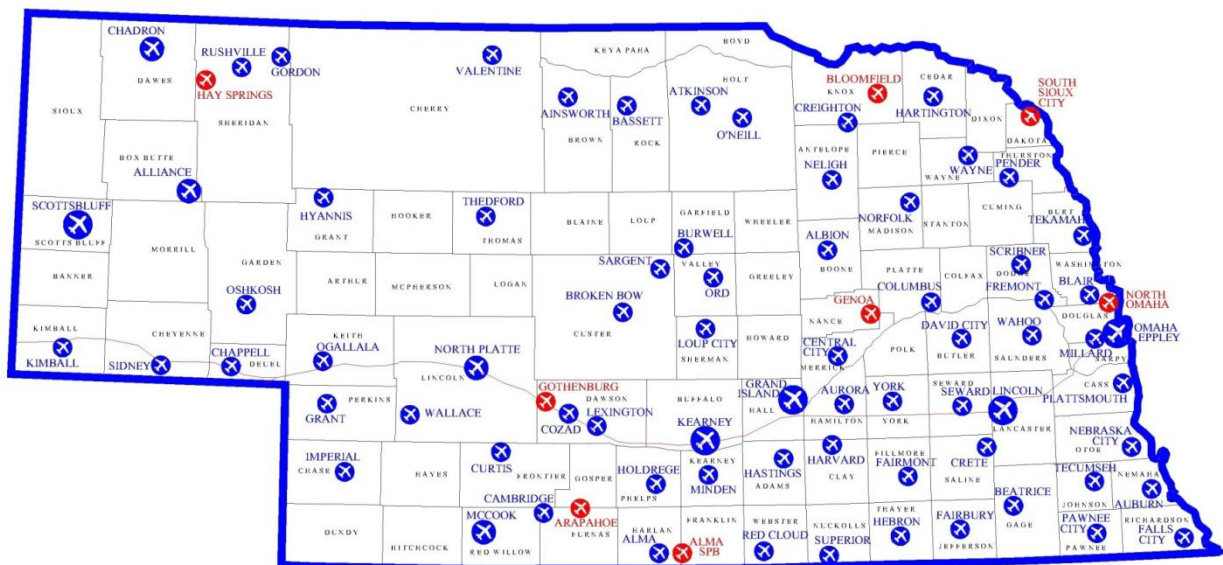 CHADRON
RUSHVILLE
GORDON
VALENTINE
KEYA PAHA
BOYD
DAWES
HAY SPRINGS
SIOUX
SHERIDAN
CHERRY
AINSWORTH
BROWN
BASSETT
ROCK
HOLT
ATKINSON
O'NEILL
BLOOMFIELD
KNOX
CREIGHTON
CEDAR
HARTINGTON
DIXON
SOUTH
SIOUX
CITY
DAKOTA
THURSTON
ANTELOPE
NELIGH
PIERCE
WAYNE
WAYNE
PENDER
BOX BUTTE
ALLIANCE
SCOTTSBLUFF
SCOTTS BLUFF
HYANNIS
GRANT
HOOKER
THEDFORD
THOMAS
BLAINE
LOUP
GARFIELD
BURWELL
WHEELER
NORFOLK
MADISON
STANTON
CUMING
BURT
TEKAMAH
MORRILL
GARDEN
ALBION
BOONE
BANNER
ARTHUR
MCPHERSON
LOGAN
SARGENT
VALLEY
ORD
GREELEY
PLATTE
COLUMBUS
COLFAX
SCRIBNER
DODGE
FREMONT
WASHINGTON
BLAIR
NORTH
OMAHA
OSHKOSH
BROKEN BOW
CUSTER
GENOA
NANCE
DOUGLAS
KIMBALL
KIMBALL
CHEYENNE
SIDNEY
CHAPPELL
DEUEL
KEITH
OGALLALA
NORTH PLATTE
LINCOLN
LOUP CITY
SHERMAN
HOWARD
CENTRAL
CITY
MERRICK
POLK
DAVID CITY
BUTLER
WAHOO
SAUNDERS
MILLARD
OMAHA
EPPLEY
SARPY
PERKINS
GRANT
WALLACE
GOTHENBURG
DAWSON
COZAD
LEXINGTON
BUFFALO
KEARNEY
GRAND
ISLAND
HALL
AURORA
HAMILTON
YORK
YORK
SEWARD
SEWARD
LINCOLN
LANCASTER
CASS
PLATTSMOUTH
NEBRASKA
CITY
OTOE
IMPERIAL
CHASE
HAYES
CURTIS
FRONTIER
GOSPER
HOLDREGE
PHELPS
KEARNEY
MINDEN
HASTINGS
ADAMS
HARVARD
CLAY
FILLMORE
FAIRMONT
CRETE
SALINE
TECUMSEH
JOHNSON
NEMAHA
AUBURN
DUNDY
HITCHCOCK
MCCOOK
RED WILLOW
CAMBRIDGE
ARAPAHOE
FURNAS
HARLAN
ALMA
ALMA
SPB
FRANKLIN
WEBSTER
RED CLOUD
NUCKOLLS
SUPERIOR
THAYER
HEBRON
FAIRBURY
JEFFERSON
BEATRICE
GAGE
PAWNEE
CITY
PAWNEE
RICHARDSON
FALLS
CITY